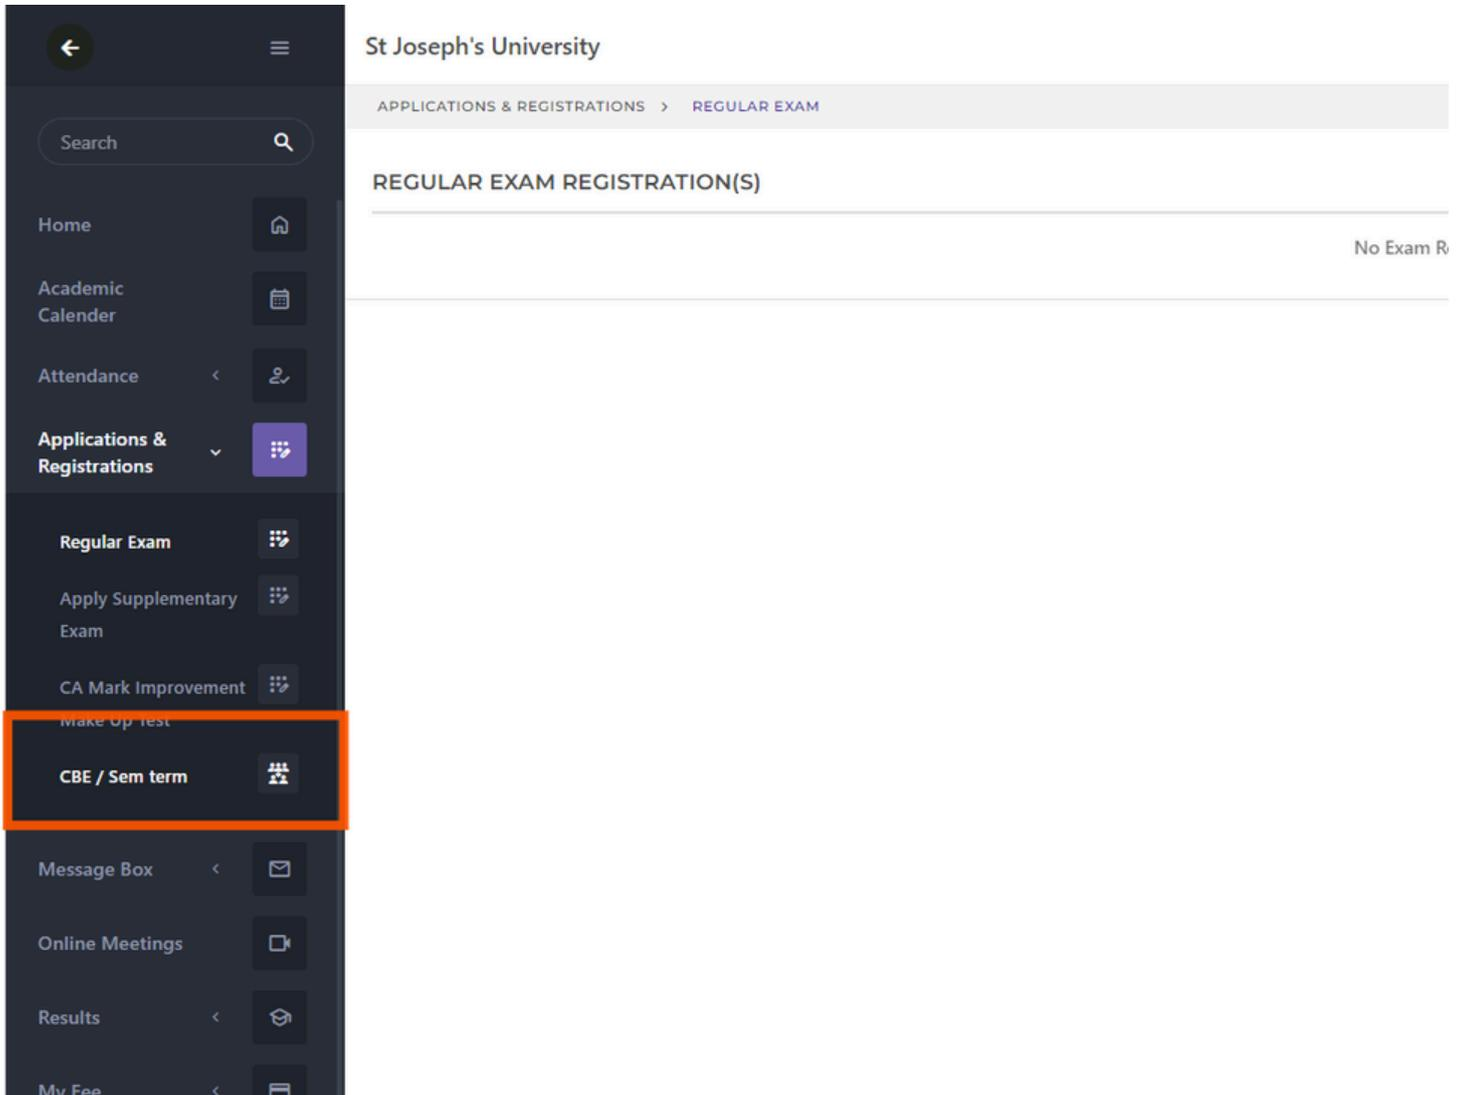 St Joseph's University
APPLICATIONS & REGISTRATIONS > REGULAR EXAM
Search
REGULAR EXAM REGISTRATION(S)
No Exam
Home
Academic
Calender
Attendance
Applications &
Registrations
Regular Exam
Apply Supplementary
Exam
CA Mark Improvement
Make Up Test
CBE / Sem term
Message Box
Online Meetings
Results
My Fee